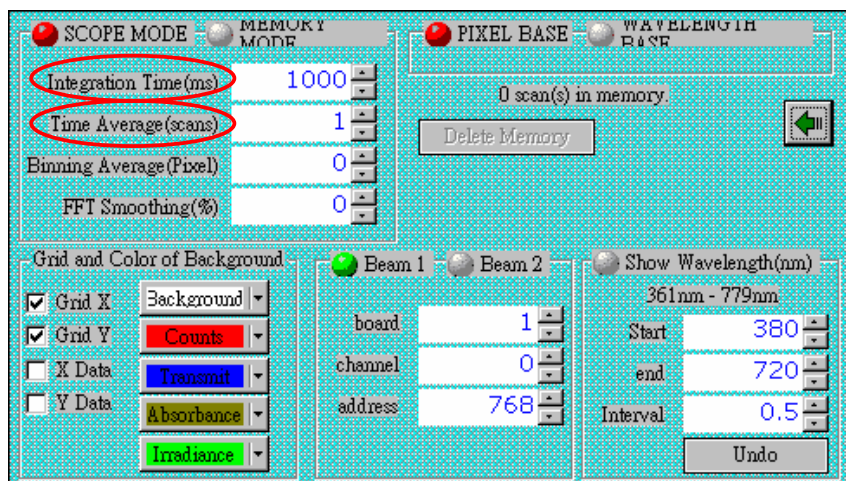 SCOPE MODE
MEMORY MODE
PIXEL BASE
WAVELENGTH BASE
Integration Time(ms) 1000
Time Average(scans) 1
Binning Average(Pixel) 0
FFT Smoothing(%) 0
0 scan(s) in memory.
Delete Memory
Grid and Color of Background
Grid X
Grid Y
X Data
Y Data
Background
Counts
Transmit
Absorbance
Irradiance
Beam 1
Beam 2
board 1
channel 0
address 768
Show Wavelength(nm)
361nm - 779nm
Start 380
end 720
Interval 0.5
Undo